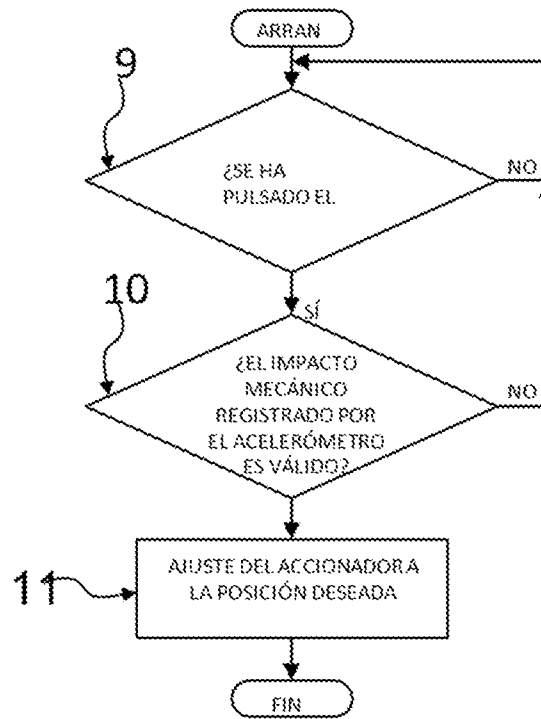 ARRAN
9
¿SE HA
PULSADO EL
NO
10
SÍ
¿EL IMPACTO
MECÁNICO
REGISTRADO POR
EL ACELERÓMETRO
ES VÁLIDO?
NO
11
AJUSTE DEL ACCIONADOR A
LA POSICIÓN DESEADA
FIN